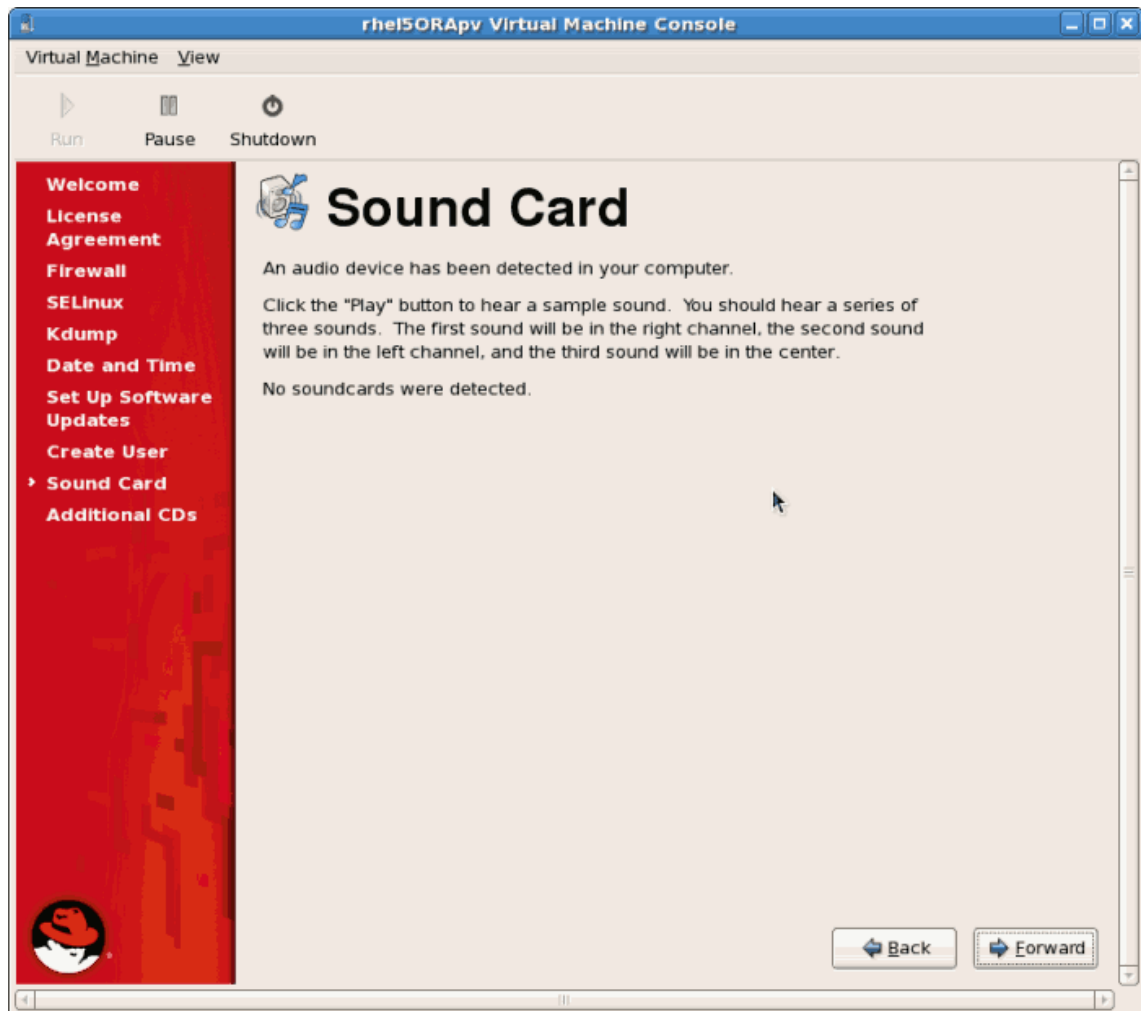 rhel5ORApv Virtual Machine Console
Virtual Machine View
Run Pause Shutdown
Welcome
License
Agreement
Firewall
SELinux
Kdump
Date and Time
Set Up Software
Updates
Create User
Sound Card
Additional CDs
Sound Card
An audio device has been detected in your computer.
Click the "Play" button to hear a sample sound.  You should hear a series of
three sounds.  The first sound will be in the right channel, the second sound
will be in the left channel, and the third sound will be in the center.
No soundcards were detected.
Back Forward